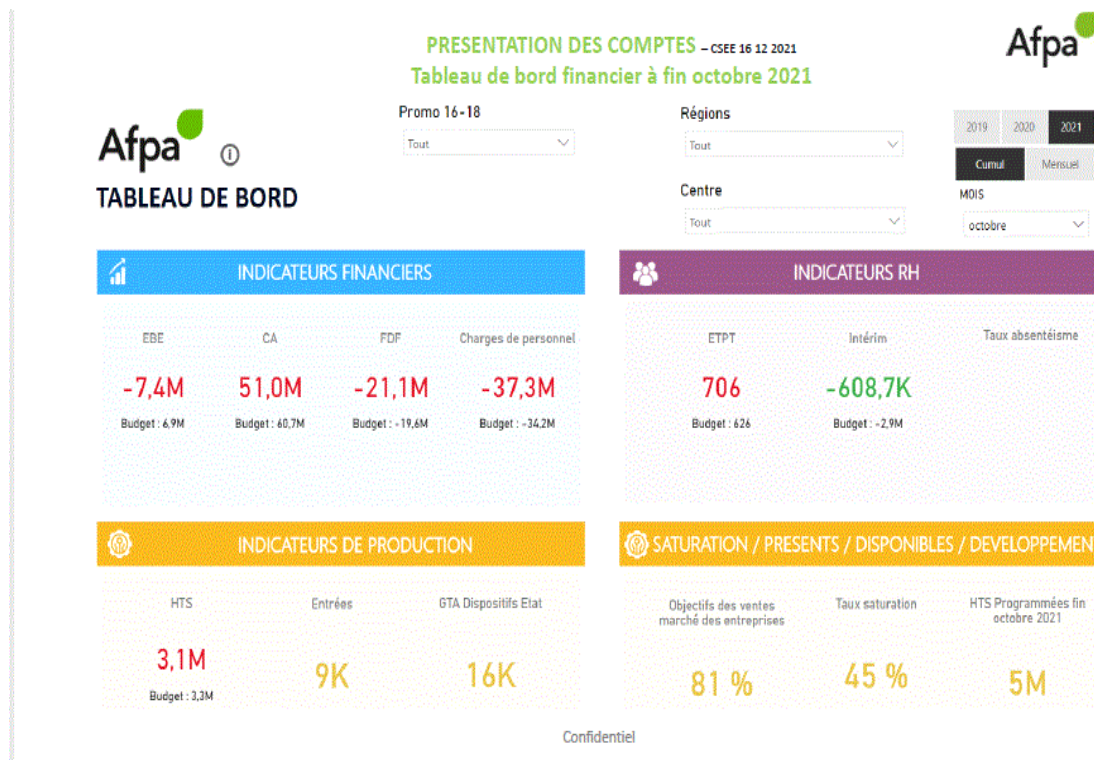 PRESENTATION DES COMPTES – CSEE 16 12 2021
Tableau de bord financier à fin octobre 2021
Afpa
Afpa
TABLEAU DE BORD
Promo 16-18
Tout
Régions
Tout
Centre
Tout
2019 2020 2021
Cumul Mensuel
MOIS
octobre
INDICATEURS FINANCIERS
EBE CA FDF Charges de personnel
-7,4M 51,0M -21,1M -37,3M
Budget : 6,9M Budget : 60,7M Budget : -19,6M Budget : -34,2M
INDICATEURS RH
ETPT Intérim Taux absentéisme
706 -608,7K
Budget : 626 Budget : -2,9M
INDICATEURS DE PRODUCTION
HTS Entrées GTA Dispositifs Etat
3,1M 9K 16K
Budget : 3,3M
SATURATION / PRESENTS / DISPONIBLES / DEVELOPPEMEN
Objectifs des ventes
marché des entreprises
Taux saturation
HTS Programmées fin
octobre 2021
81 % 45 % 5M
Confidentiel